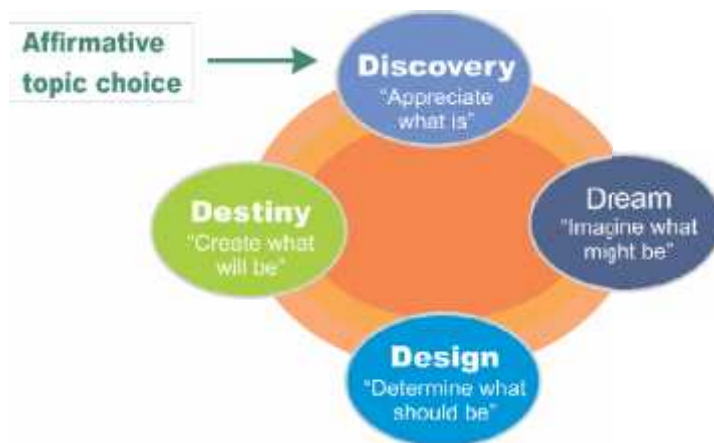 Affirmative
topic choice
Discovery
"Appreciate
what is"
Dream
"Imagine what
might be"
Design
"Determine what
should be"
Destiny
"Create what
will be"